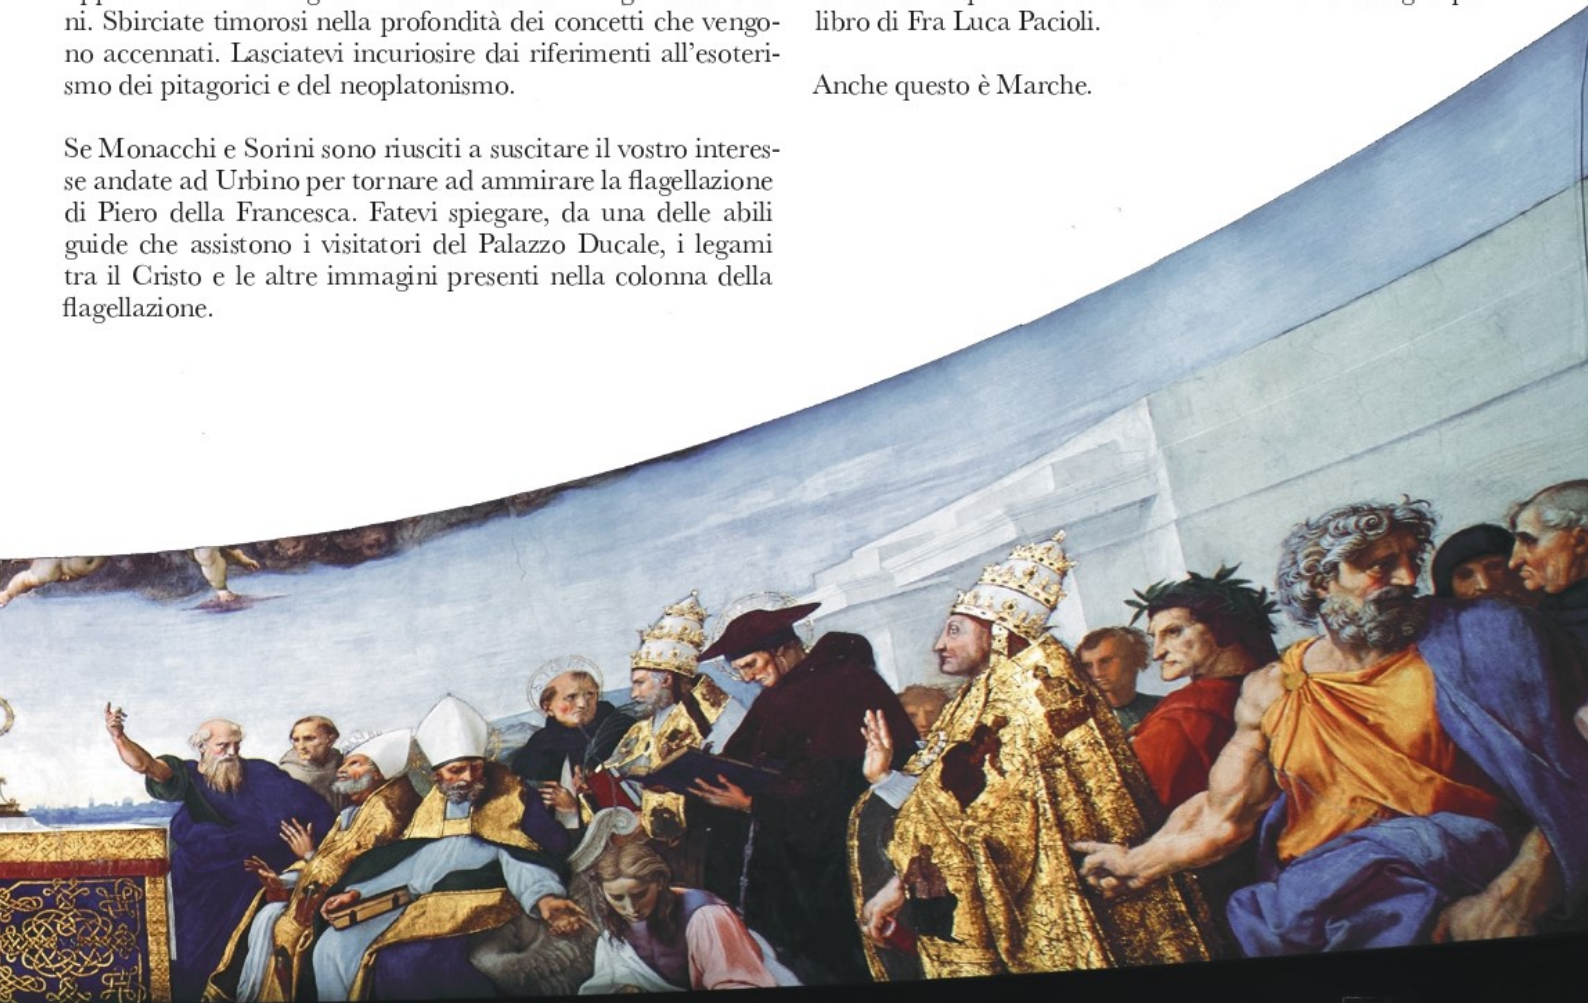 ni. Sbirciate timorosi nella profondità dei concetti che vengo-
no accennati. Lasciatevi incuriosire dai riferimenti all’esoteri-
smo dei pitagorici e del neoplatonismo.
Se Monacchi e Sorini sono riusciti a suscitare il vostro interes-
se andate ad Urbino per tornare ad ammirare la flagellazione
di Piero della Francesca. Fatevi spiegare, da una delle abili
guide che assistono i visitatori del Palazzo Ducale, i legami
tra il Cristo e le altre immagini presenti nella colonna della
flagellazione.
libro di Fra Luca Pacioli.
Anche questo è Marche.